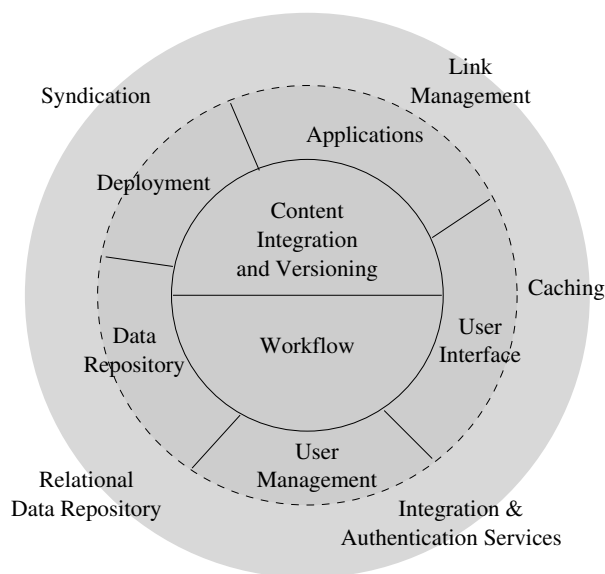 Link
Management
Syndication
Applications
Deployment
Content
Integration
and Versioning
Caching
User
Interface
Data
Repository
Workflow
User
Management
Relational
Data Repository
Integration &
Authentication Services